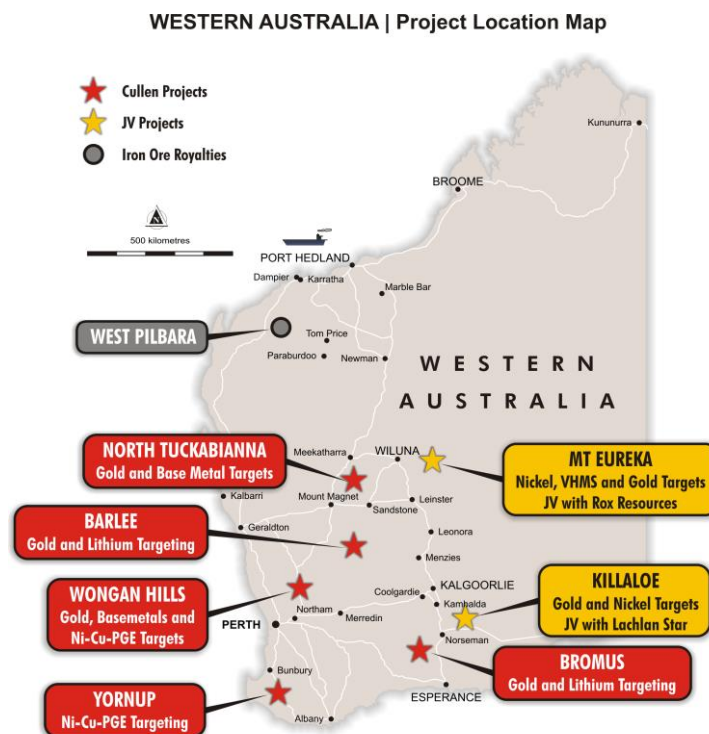 WESTERN AUSTRALIA | Project Location Map
Cullen Projects
JV Projects
Iron Ore Royalties
N
500 kilometres
Kununurra
BROOME
PORT HEDLAND
Dampier
Karratha
Marble Bar
WEST PILBARA
Tom Price
Paraburdoo
Newman
WESTERN
AUSTRALIA
NORTH TUCKABIANNA
Gold and Base Metal Targets
Meekatharra
WILUNA
MT EUREKA
Nickel, VHMS and Gold Targets
JV with Rox Resources
Kalbarri
Mount Magnet
Sandstone
Leinster
BARLEE
Gold and Lithium Targeting
Geraldton
Leonora
Menzies
WONGAN HILLS
Gold, Basemetals and
Ni-Cu-PGE Targets
Coolgardie
KALGOORLIE
Kambalda
KILLALOE
Gold and Nickel Targets
JV with Lachlan Star
Northam
Merredin
PERTH
Norseman
BROMUS
Gold and Lithium Targeting
Bunbury
YORNUP
Ni-Cu-PGE Targeting
ESPERANCE
Albany